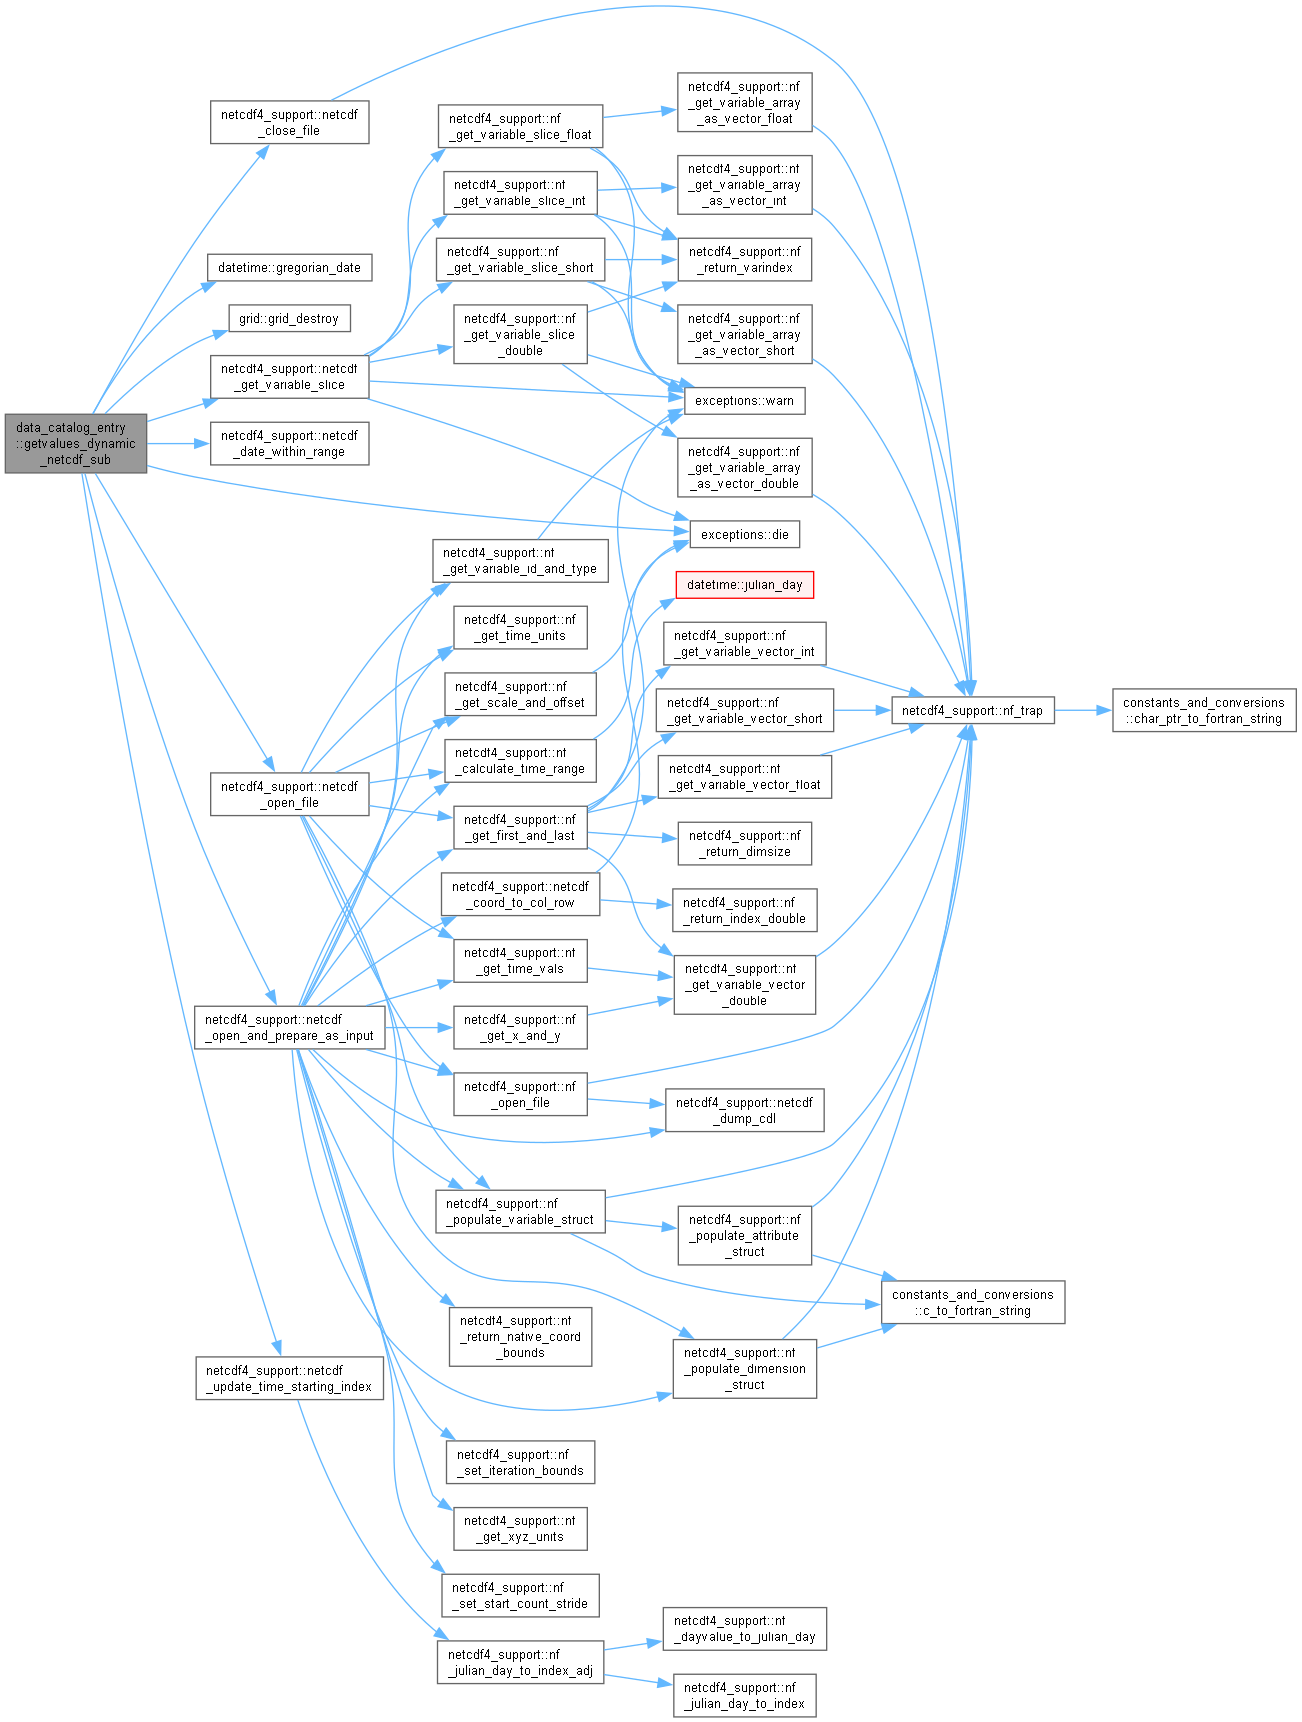 data_catalog_entry
::getvalues_dynamic
_netcdf_sub
netcdf4_support::netcdf
_close_file
datetime::gregorian_date
grid::grid_destroy
netcdf4_support::netcdf
_get_variable_slice
netcdf4_support::netcdf
_date_within_range
netcdf4_support::netcdf
_open_file
netcdf4_support::netcdf
_open_and_prepare_as_input
netcdf4_support::netcdf
_update_time_starting_index
netcdf4_support::nf
_get_variable_slice_float
netcdf4_support::nf
_get_variable_slice_int
netcdf4_support::nf
_get_variable_slice_short
netcdf4_support::nf
_get_variable_slice
_double
netcdf4_support::nf
_get_variable_id_and_type
netcdf4_support::nf
_get_time_units
netcdf4_support::nf
_get_scale_and_offset
netcdf4_support::nf
_calculate_time_range
netcdf4_support::nf
_get_first_and_last
netcdf4_support::netcdf
_coord_to_col_row
netcdf4_support::nf
_get_time_vals
netcdf4_support::nf
_get_x_and_y
netcdf4_support::nf
_open_file
netcdf4_support::nf
_populate_variable_struct
netcdf4_support::nf
_return_native_coord
_bounds
netcdf4_support::nf
_set_iteration_bounds
netcdf4_support::nf
_get_xyz_units
netcdf4_support::nf
_set_start_count_stride
netcdf4_support::nf
_julian_day_to_index_adj
netcdf4_support::nf
_get_variable_array
_as_vector_float
netcdf4_support::nf
_get_variable_array
_as_vector_int
netcdf4_support::nf
_return_varindex
netcdf4_support::nf
_get_variable_array
_as_vector_short
exceptions::warn
netcdf4_support::nf
_get_variable_array
_as_vector_double
exceptions::die
datetime::julian_day
netcdf4_support::nf
_get_variable_vector_int
netcdf4_support::nf
_get_variable_vector_short
netcdf4_support::nf
_get_variable_vector_float
netcdf4_support::nf
_return_dimsize
netcdf4_support::nf
_return_index_double
netcdf4_support::nf
_get_variable_vector
_double
netcdf4_support::netcdf
_dump_cdl
netcdf4_support::nf
_populate_attribute
_struct
netcdf4_support::nf
_populate_dimension
_struct
netcdf4_support::nf
_dayvalue_to_julian_day
netcdf4_support::nf
_julian_day_to_index
netcdf4_support::nf_trap
constants_and_conversions
::c_to_fortran_string
constants_and_conversions
::char_ptr_to_fortran_string